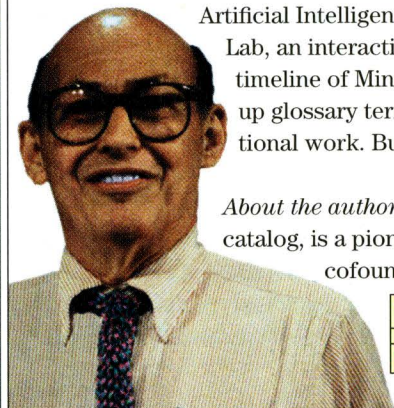 Artificial Intelligen
Lab, an interacti
timeline of Min
up glossary ter
tional work. Bu
About the author
catalog, is a pion
cofoun